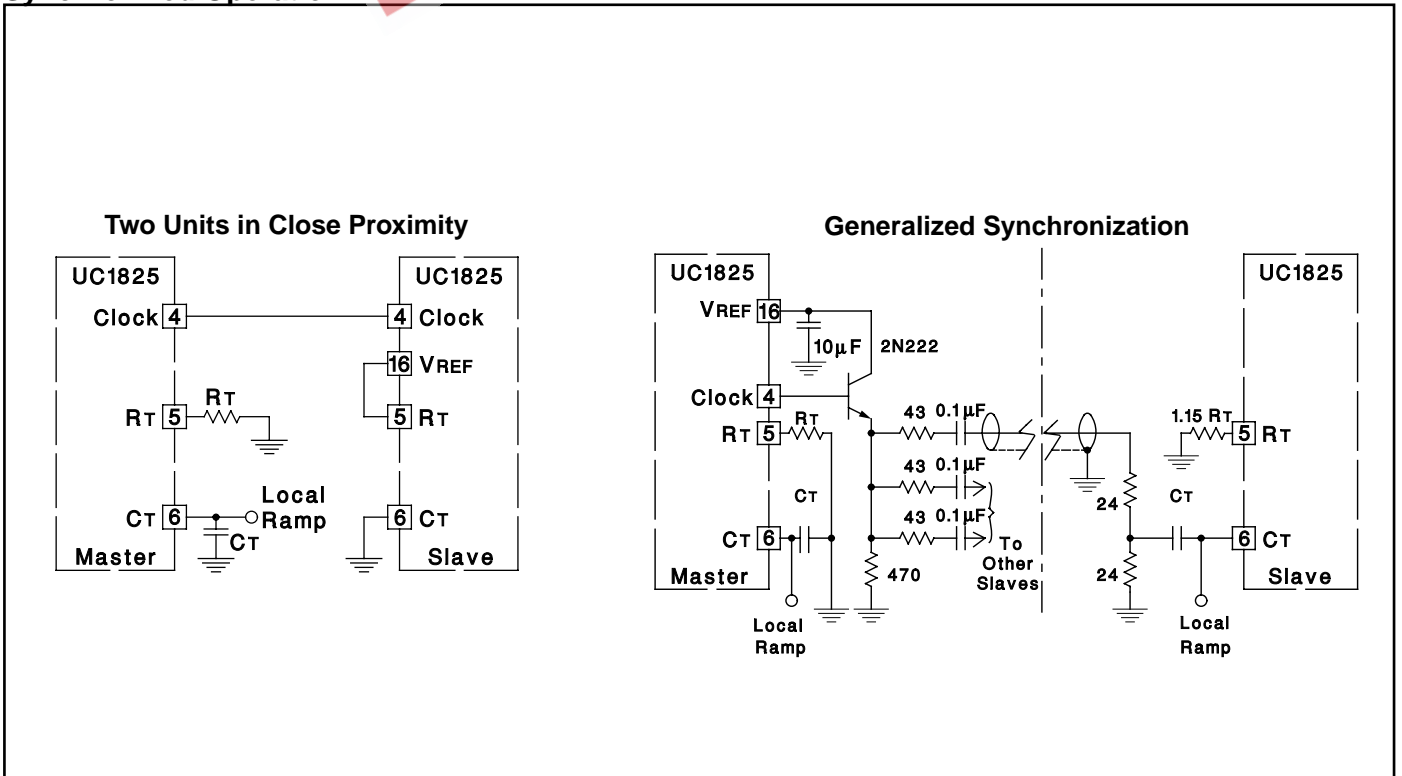 Two Units in Close Proximity
UC1825
Clock 4
RT 5
RT
CT 6
Local
Ramp
CT
Master
UC1825
4 Clock
16 VREF
5 RT
6 CT
Slave
Generalized Synchronization
UC1825
VREF 16
10μF
2N222
Clock 4
RT 5
RT
CT
CT 6
Master
Local
Ramp
43 0.1μF
43 0.1μF
43 0.1μF
To
Other
Slaves
470
24
24
UC1825
1.15 RT
5 RT
CT
6 CT
Slave
Local
Ramp